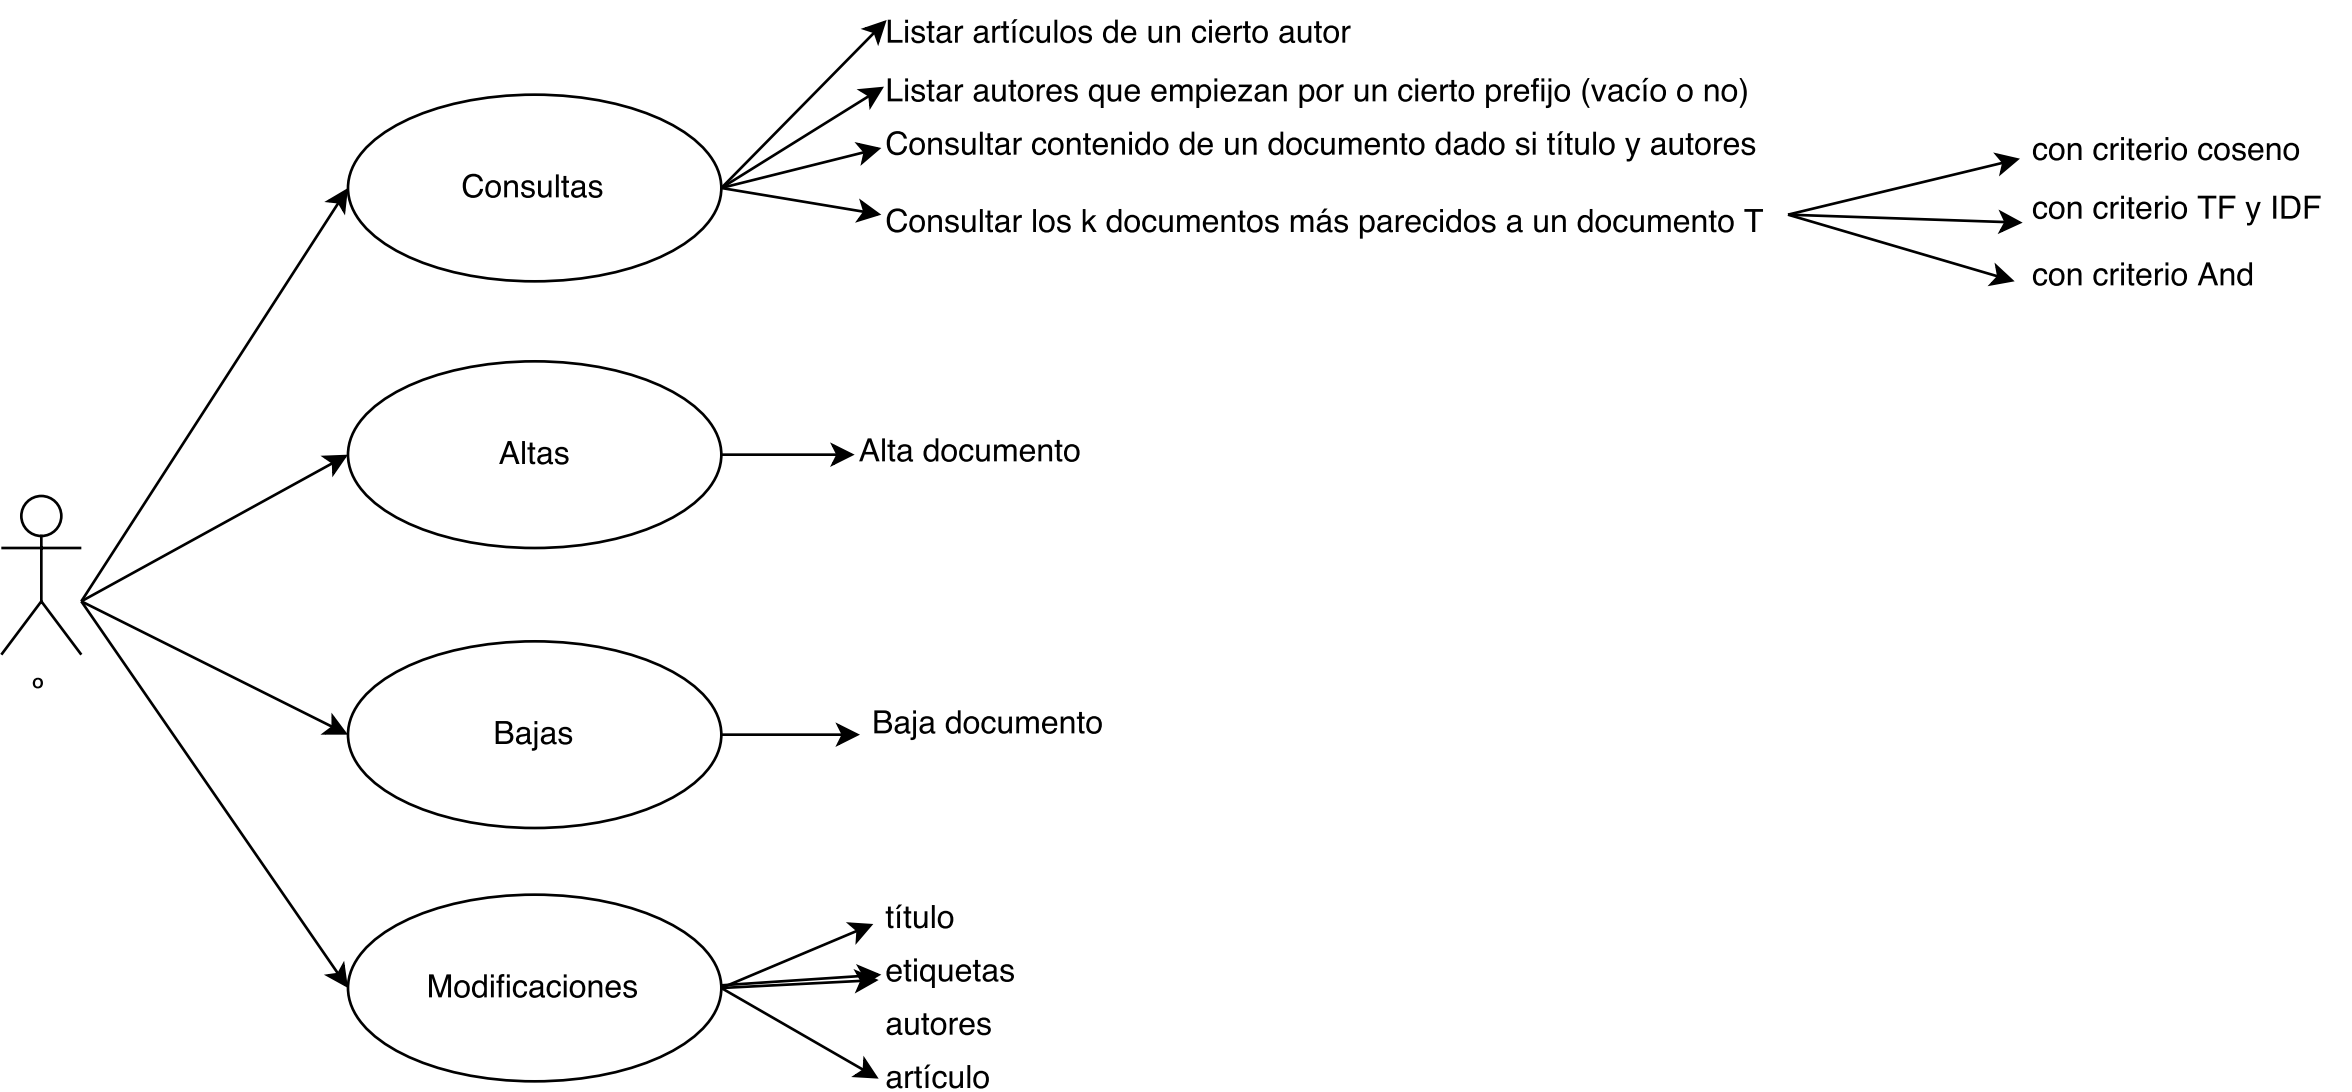 Listar artículos de un cierto autor
Listar autores que empiezan por un cierto prefijo (vacío o no)
Consultar contenido de un documento dado si título y autores
Consultar los k documentos más parecidos a un documento T
con criterio coseno
con criterio TF y IDF
con criterio And
Consultas
Altas
Alta documento
o
Bajas
Baja documento
Modificaciones
título
etiquetas
autores
artículo